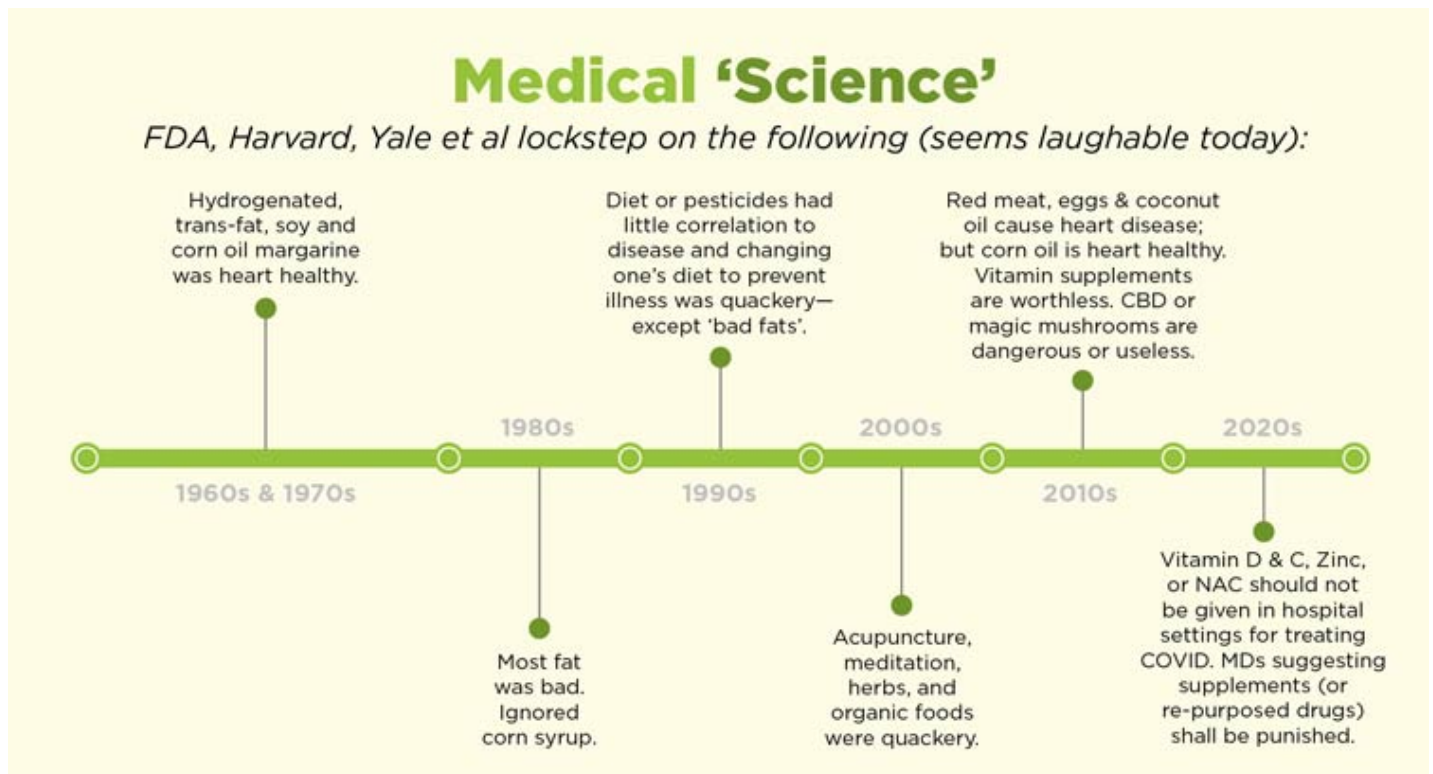 Medical ‘Science’
FDA, Harvard, Yale et al lockstep on the following (seems laughable today):
Hydrogenated,
trans-fat, soy and
corn oil margarine
was heart healthy.
1960s & 1970s
1980s
Most fat
was bad.
Ignored
corn syrup.
Diet or pesticides had
little correlation to
disease and changing
one’s diet to prevent
illness was quackery—
except ‘bad fats’.
1990s
2000s
Acupuncture,
meditation,
herbs, and
organic foods
were quackery.
Red meat, eggs & coconut
oil cause heart disease;
but corn oil is heart healthy.
Vitamin supplements
are worthless. CBD or
magic mushrooms are
dangerous or useless.
2010s
2020s
Vitamin D & C, Zinc,
or NAC should not
be given in hospital
settings for treating
COVID. MDs suggesting
supplements (or
re-purposed drugs)
shall be punished.